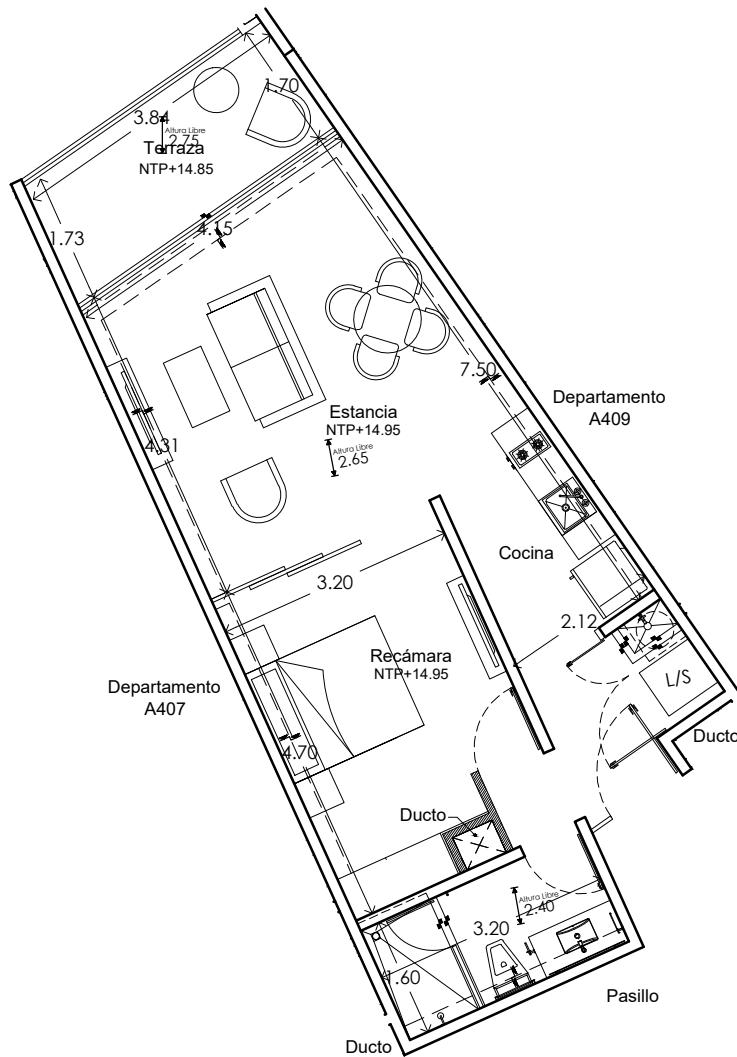 1.70
3.84
Altura Libre
2.75
Terraza
NTP+14.85
1.73
4.15
7.50
Departamento
A409
Estancia
NTP+14.95
Altura Libre
2.65
4.31
Cocina
3.20
2.12
Recámara
NTP+14.95
L/S
Departamento
A407
Ducto
4.70
Ducto
Altura Libre
2.40
3.20
1.60
Pasillo
Ducto